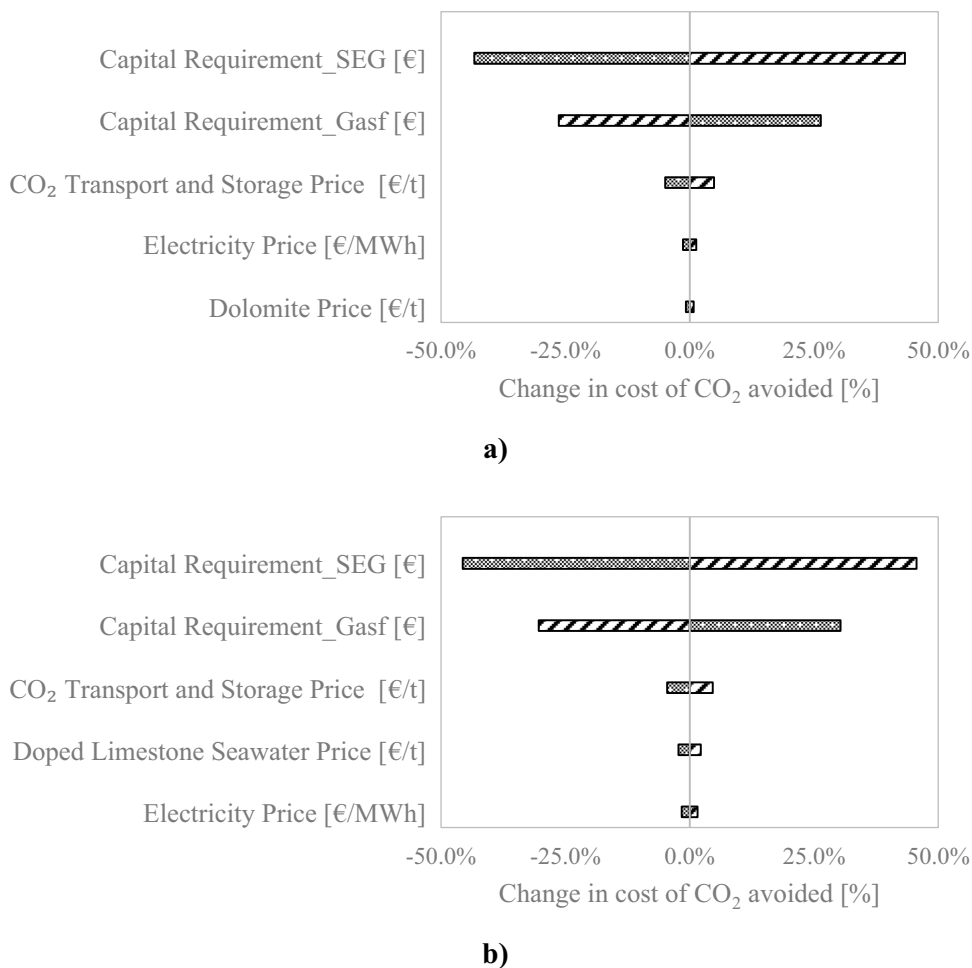 Capital Requirement_SEG [€]
Capital Requirement_Gasf [€]
CO₂ Transport and Storage Price [€/t]
Electricity Price [€/MWh]
Dolomite Price [€/t]
-50.0% -25.0% 0.0% 25.0% 50.0%
Change in cost of CO₂ avoided [%]
a)
Capital Requirement_SEG [€]
Capital Requirement_Gasf [€]
CO₂ Transport and Storage Price [€/t]
Doped Limestone Seawater Price [€/t]
Electricity Price [€/MWh]
-50.0% -25.0% 0.0% 25.0% 50.0%
Change in cost of CO₂ avoided [%]
b)